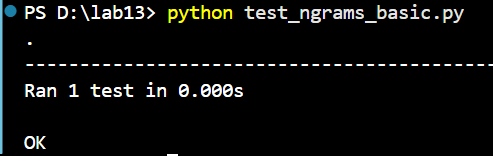 PS D:\lab13> python test_ngrams_basic.py
.
--------------------------------------------
Ran 1 test in 0.000s
OK